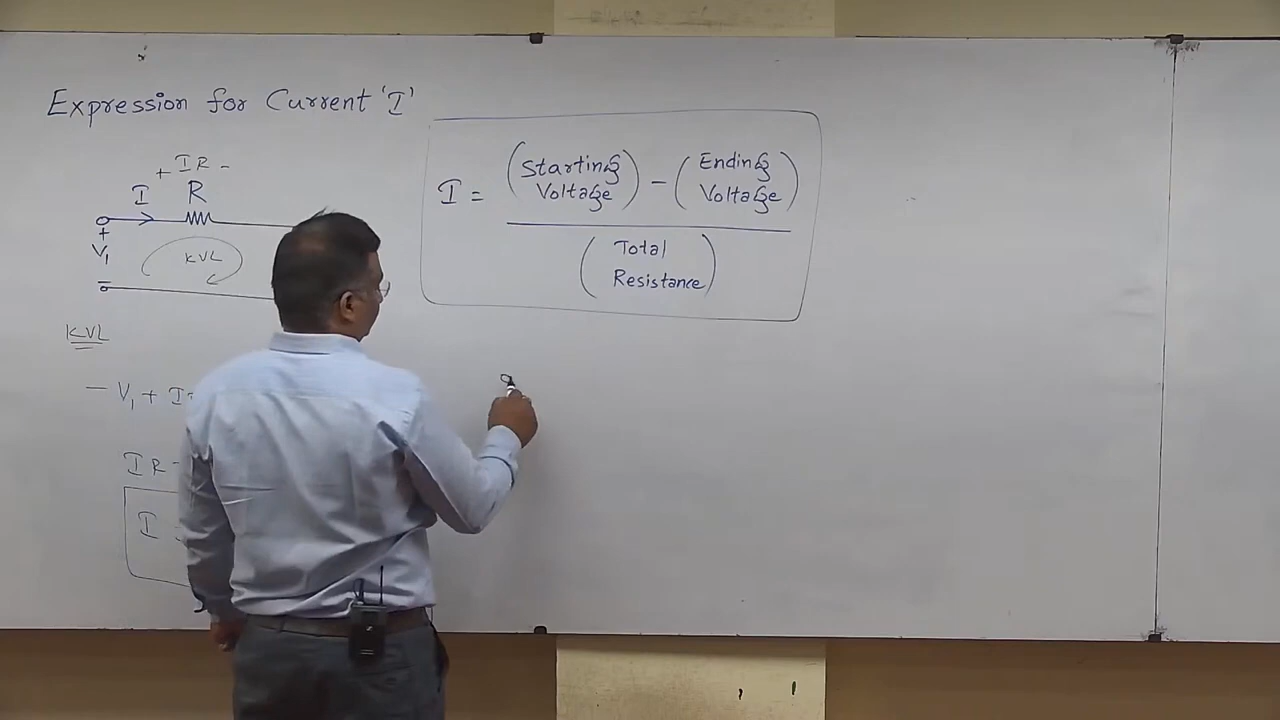 Expression for Current 'I'
+ IR -
I R
+
V1
KVL
-
KVL
- V1 +
IR
I =
I = (Starting Voltage) - (Ending Voltage)
(Total Resistance)